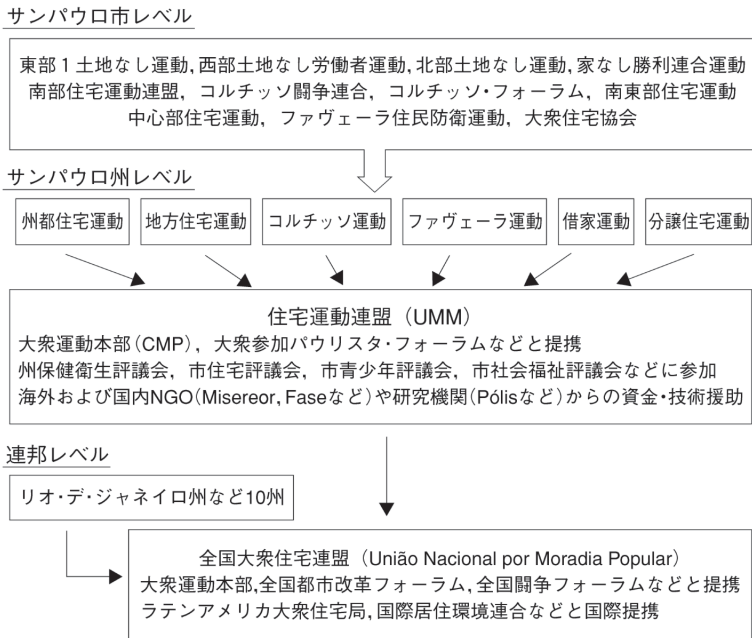 サンパウロ市レベル
東部1土地なし運動,西部土地なし労働者運動,北部土地なし運動,家なし勝利連合運動
南部住宅運動連盟, コルチッソ闘争連合, コルチッソ・フォーラム, 南東部住宅運動
中心部住宅運動, ファヴェーラ住民防衛運動, 大衆住宅協会
サンパウロ州レベル
州都住宅運動 地方住宅運動 コルチッソ運動 ファヴェーラ運動 借家運動 分譲住宅運動
住宅運動連盟(UMM)
大衆運動本部(CMP), 大衆参加パウリスタ・フォーラムなどと提携
州保健衛生評議会, 市住宅評議会, 市青少年評議会, 市社会福祉評議会などに参加
海外および国内NGO(Misereor, Faseなど)や研究機関(Pólisなど)からの資金・技術援助
連邦レベル
リオ・デ・ジャネイロ州など10州
全国大衆住宅連盟(União Nacional por Moradia Popular)
大衆運動本部,全国都市改革フォーラム,全国闘争フォーラムなどと提携
ラテンアメリカ大衆住宅局,国際居住環境連合などと国際提携